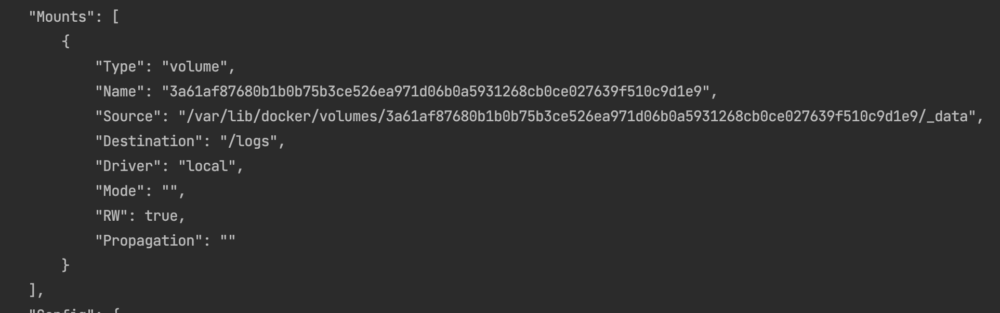 "Mounts": [
{
"Type": "volume",
"Name": "3a61af87680b1b0b75b3ce526ea971d06b0a5931268cb0ce027639f510c9d1e9",
"Source": "/var/lib/docker/volumes/3a61af87680b1b0b75b3ce526ea971d06b0a5931268cb0ce027639f510c9d1e9/_data",
"Destination": "/logs",
"Driver": "local",
"Mode": "",
"RW": true,
"Propagation": ""
}
],
"Config": {